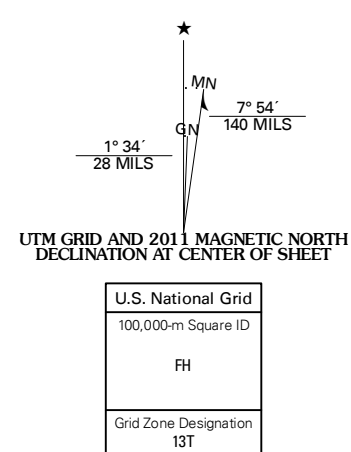 ★
MN
7° 54´
140 MILS
GN
1° 34´
28 MILS
UTM GRID AND 2011 MAGNETIC NORTH
DECLINATION AT CENTER OF SHEET
U.S. National Grid
100,000-m Square ID
FH
Grid Zone Designation
13T